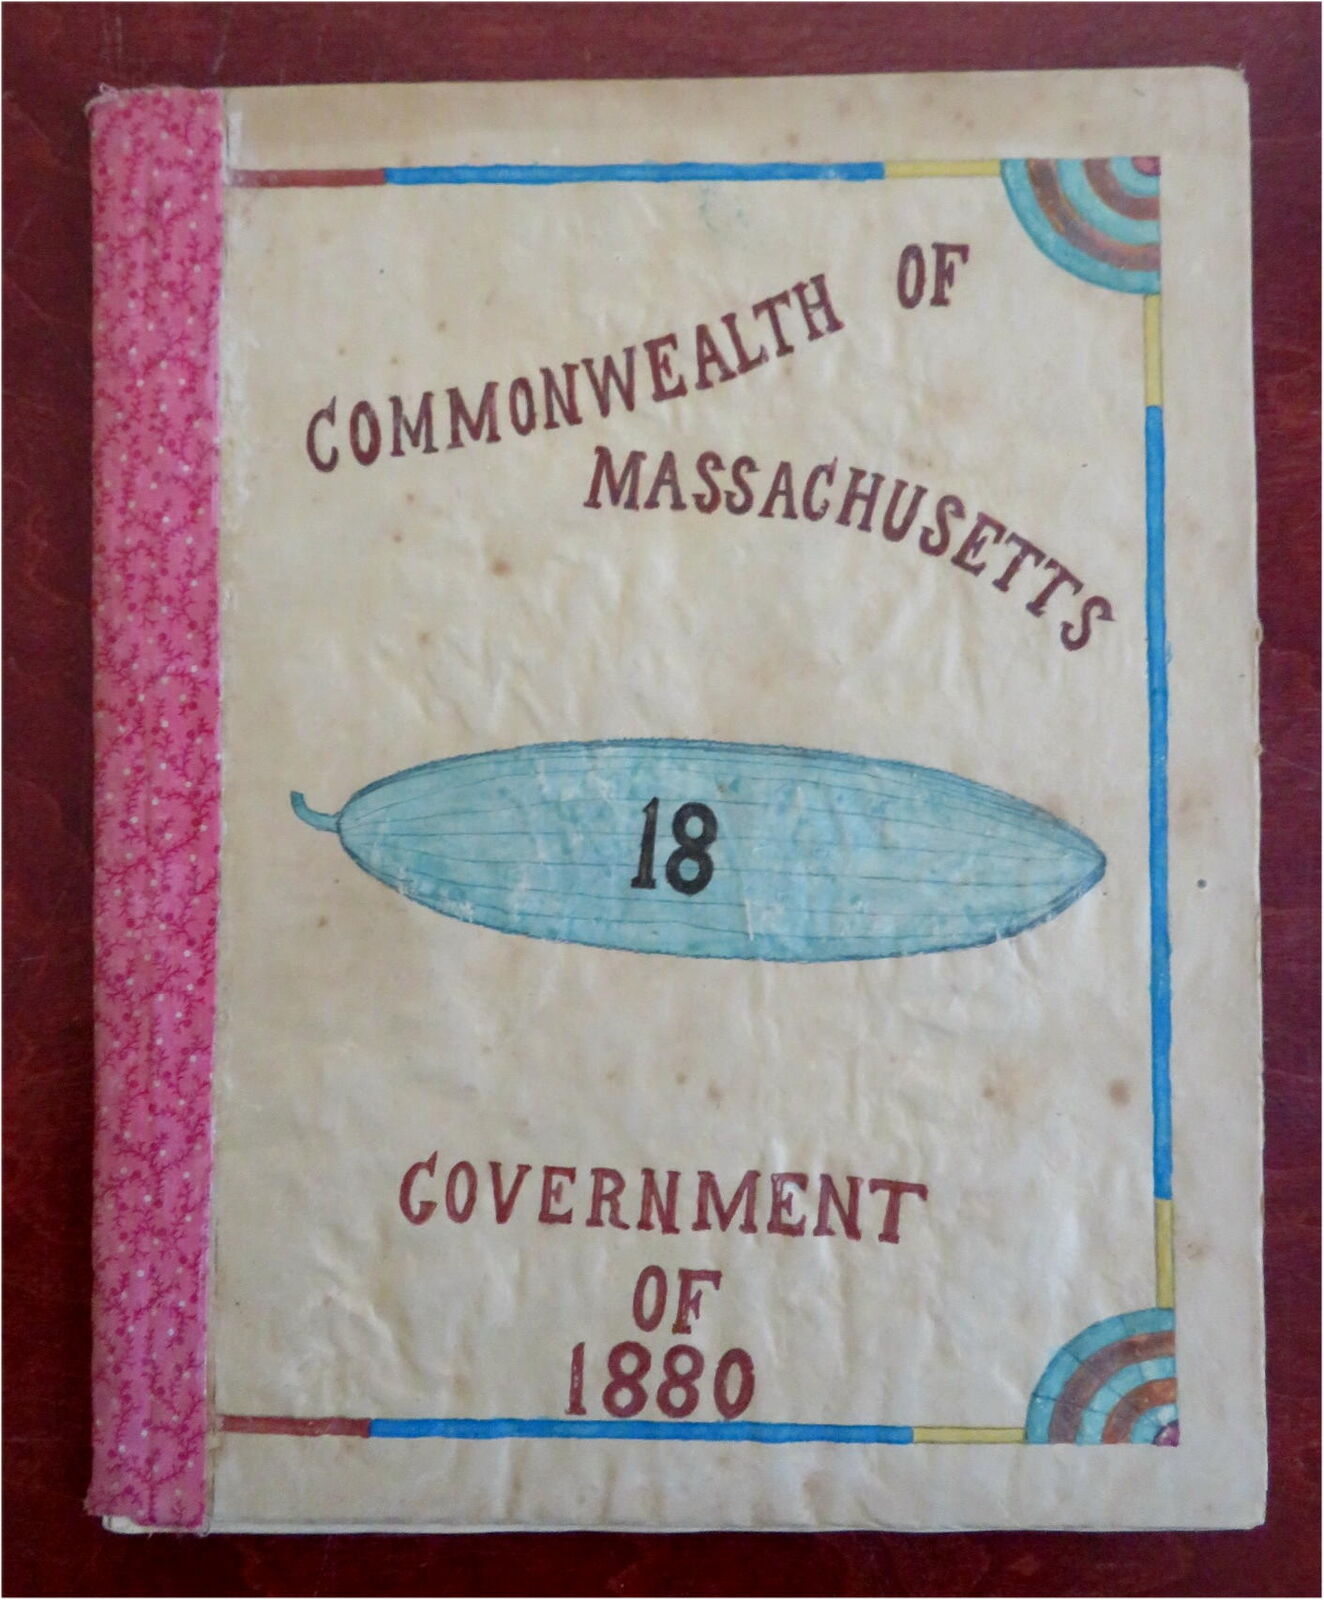 COMMONWEALTH OF
MASSACHUSETTS
18
GOVERNMENT
OF
1880